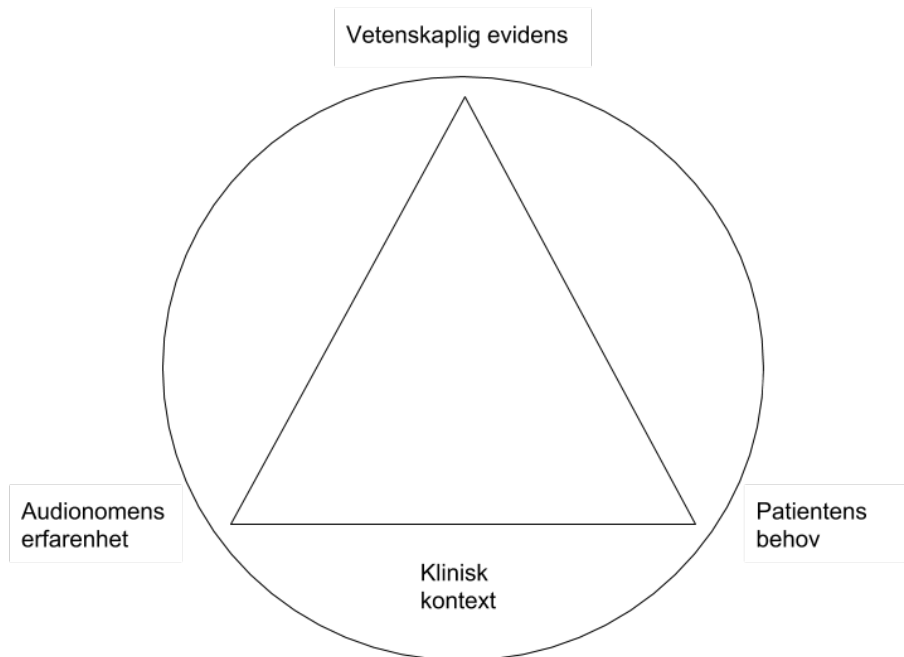 Vetenskaplig evidens
Audionomens
erfarenhet
Patientens
behov
Klinisk
kontext